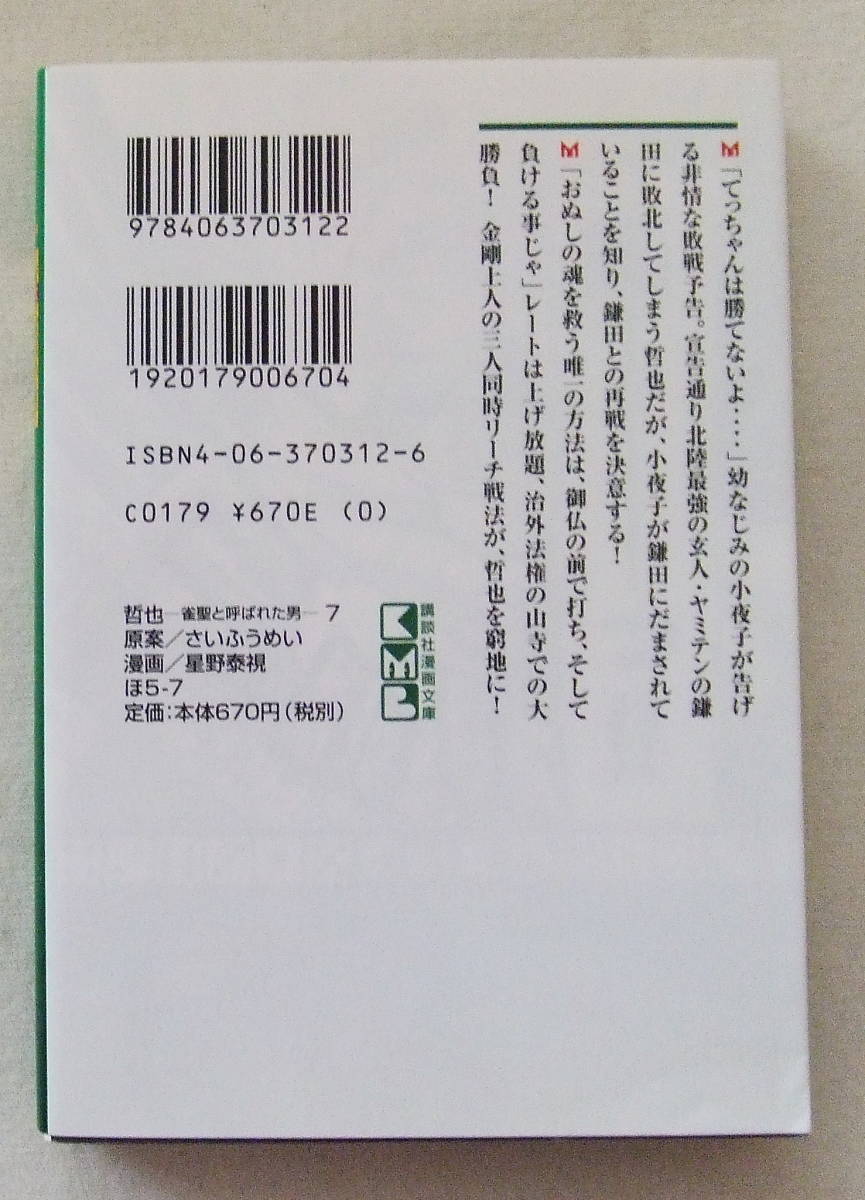 「てっちゃんは勝てないよ‥‥」幼なじみの小夜子が告げ
る非情な敗戦予告。宣告通り北陸最強の玄人・ヤミテンの鎌
田に敗北してしまう哲也だが、小夜子が鎌田にだまされて
いることを知り、鎌田との再戦を決意する！
「おぬしの魂を救う唯一の方法は、御仏の前で打ち、そして
負ける事じゃ」レートは上げ放題、治外法権の山寺での大
勝負！ 金剛上人の三人同時リーチ戦法が、哲也を窮地に！
9784063703122
1920179006704
ISBN4-06-370312-6
C0179 ¥670E (0)
哲也―雀聖と呼ばれた男― 7
原案／さいふうめい
漫画／星野泰視
ほ5-7
定価：本体670円（税別）
KMB
講談社漫画文庫